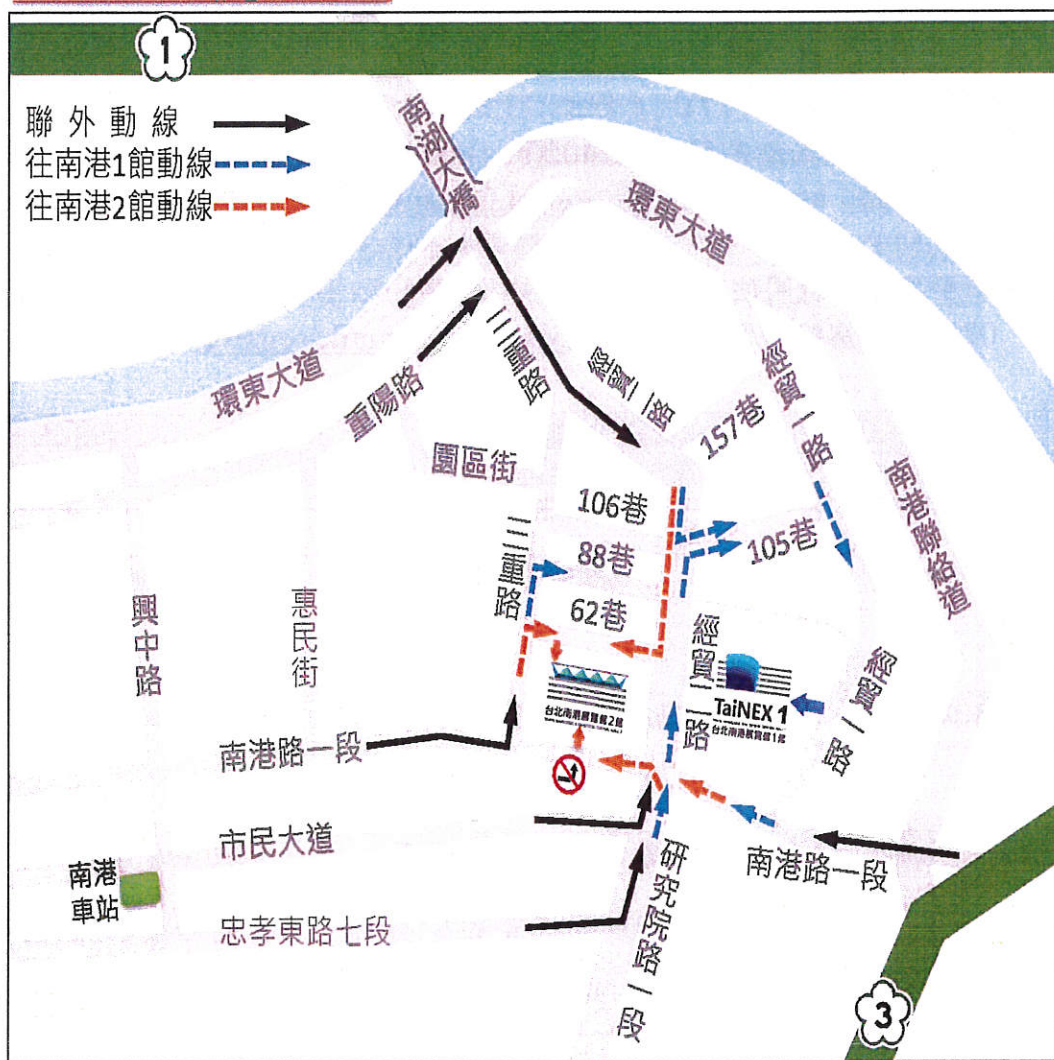 1
聯外動線
往南港1館動線
往南港2館動線
南湖大橋
環東大道
環東大道
重陽路
三重路
經貿二路
經貿一路
157巷
園區街
106巷
105巷
88巷
三重路
62巷
南港聯絡道
興中路
惠民街
經貿二路
經貿一路
TaiNEX 1
台北南港展覽館1館
台北南港展覽館2館
南港路一段
市民大道
南港路一段
研究院路一段
南港
車站
忠孝東路七段
3